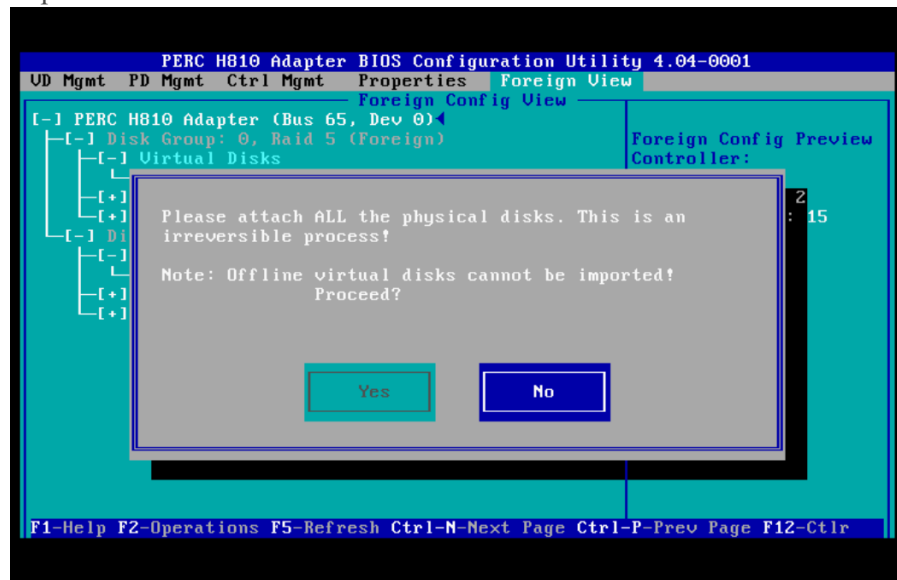 PERC H810 Adapter BIOS Configuration Utility 4.04-0001
VD Mgmt PD Mgmt Ctrl Mgmt Properties Foreign View
Foreign Config View
[-] PERC H810 Adapter (Bus 65, Dev 0)
[-] Disk Group: 0, Raid 5 (Foreign)
Foreign Config Preview
[-] Virtual Disks
Controller:
[+]
2
[+]
: 15
[-] Di
[-]
[+]
[+]
Please attach ALL the physical disks. This is an
irreversible process!
Note: Offline virtual disks cannot be imported!
Proceed?
Yes
No
F1-Help F2-Operations F5-Refresh Ctrl-N-Next Page Ctrl-P-Prev Page F12-Ctlr